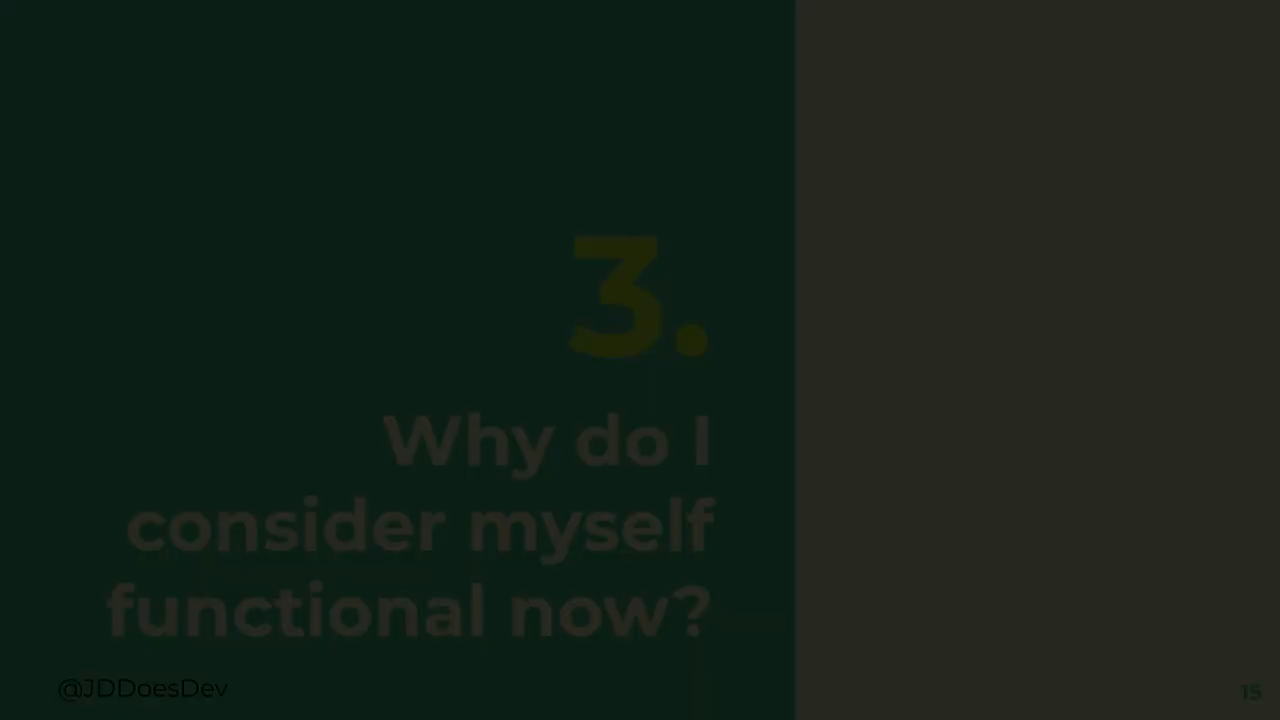 3.
Why do I
consider myself
functional now?
@JDDoesDev
15